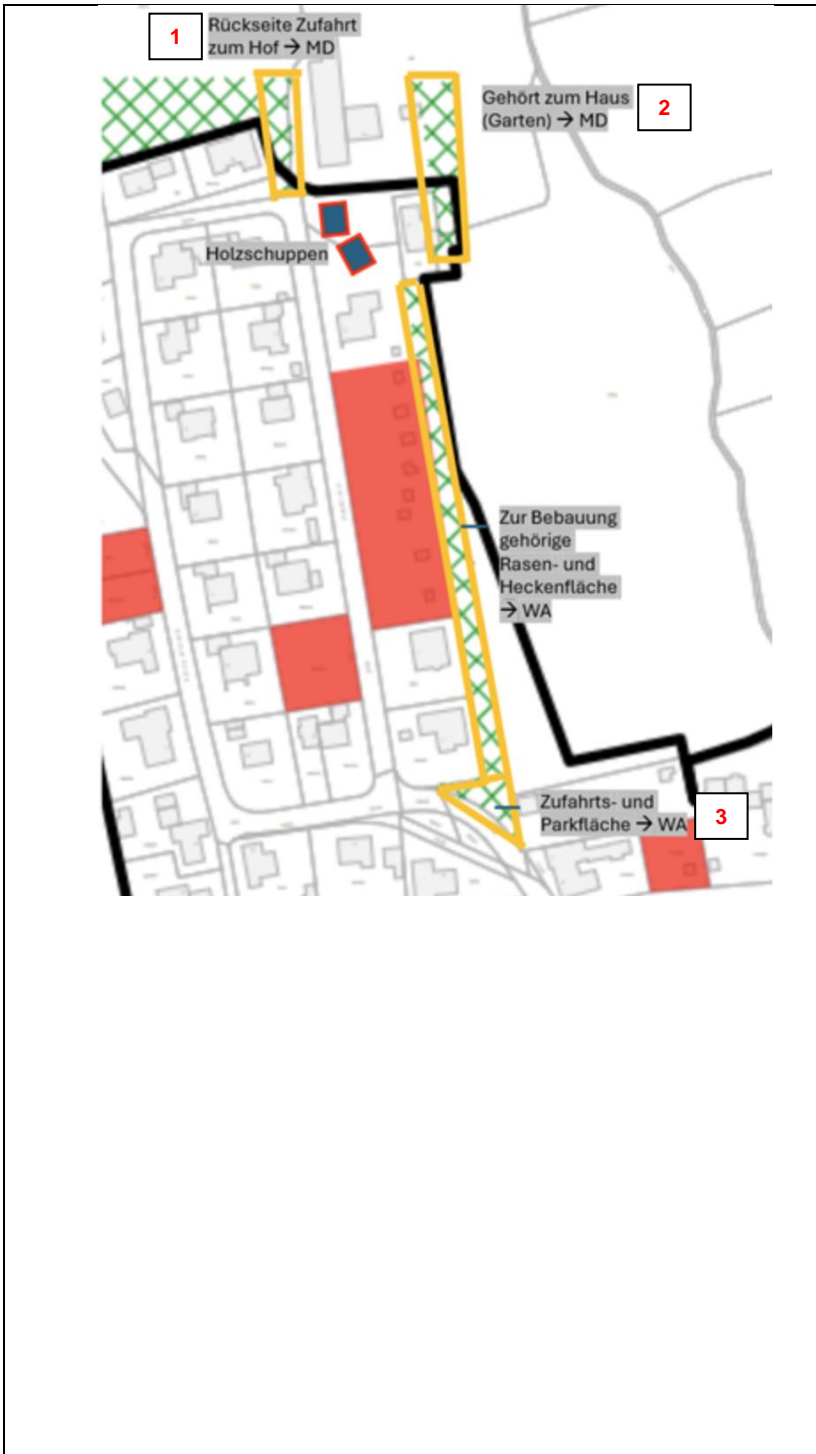 1
Rückseite Zufahrt
zum Hof → MD
Gehört zum Haus
(Garten) → MD
2
Holzschuppen
Zur Bebauung
gehörige
Rasen- und
Heckenfläche
→ WA
Zufahrts- und
Parkfläche → WA
3